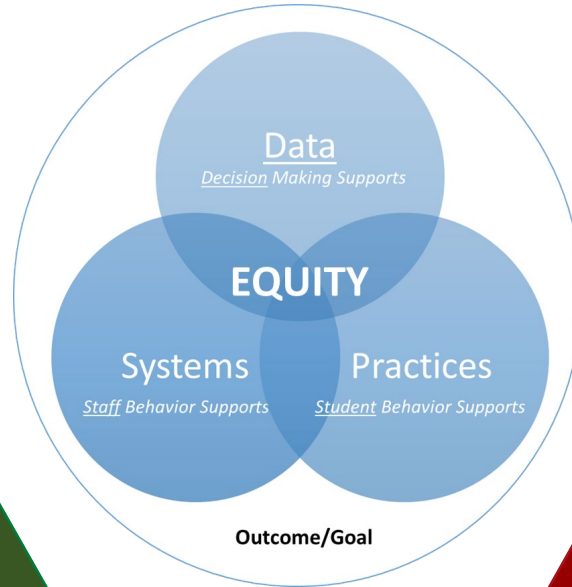 Data
Decision Making Supports
EQUITY
Systems
Staff Behavior Supports
Practices
Student Behavior Supports
Outcome/Goal